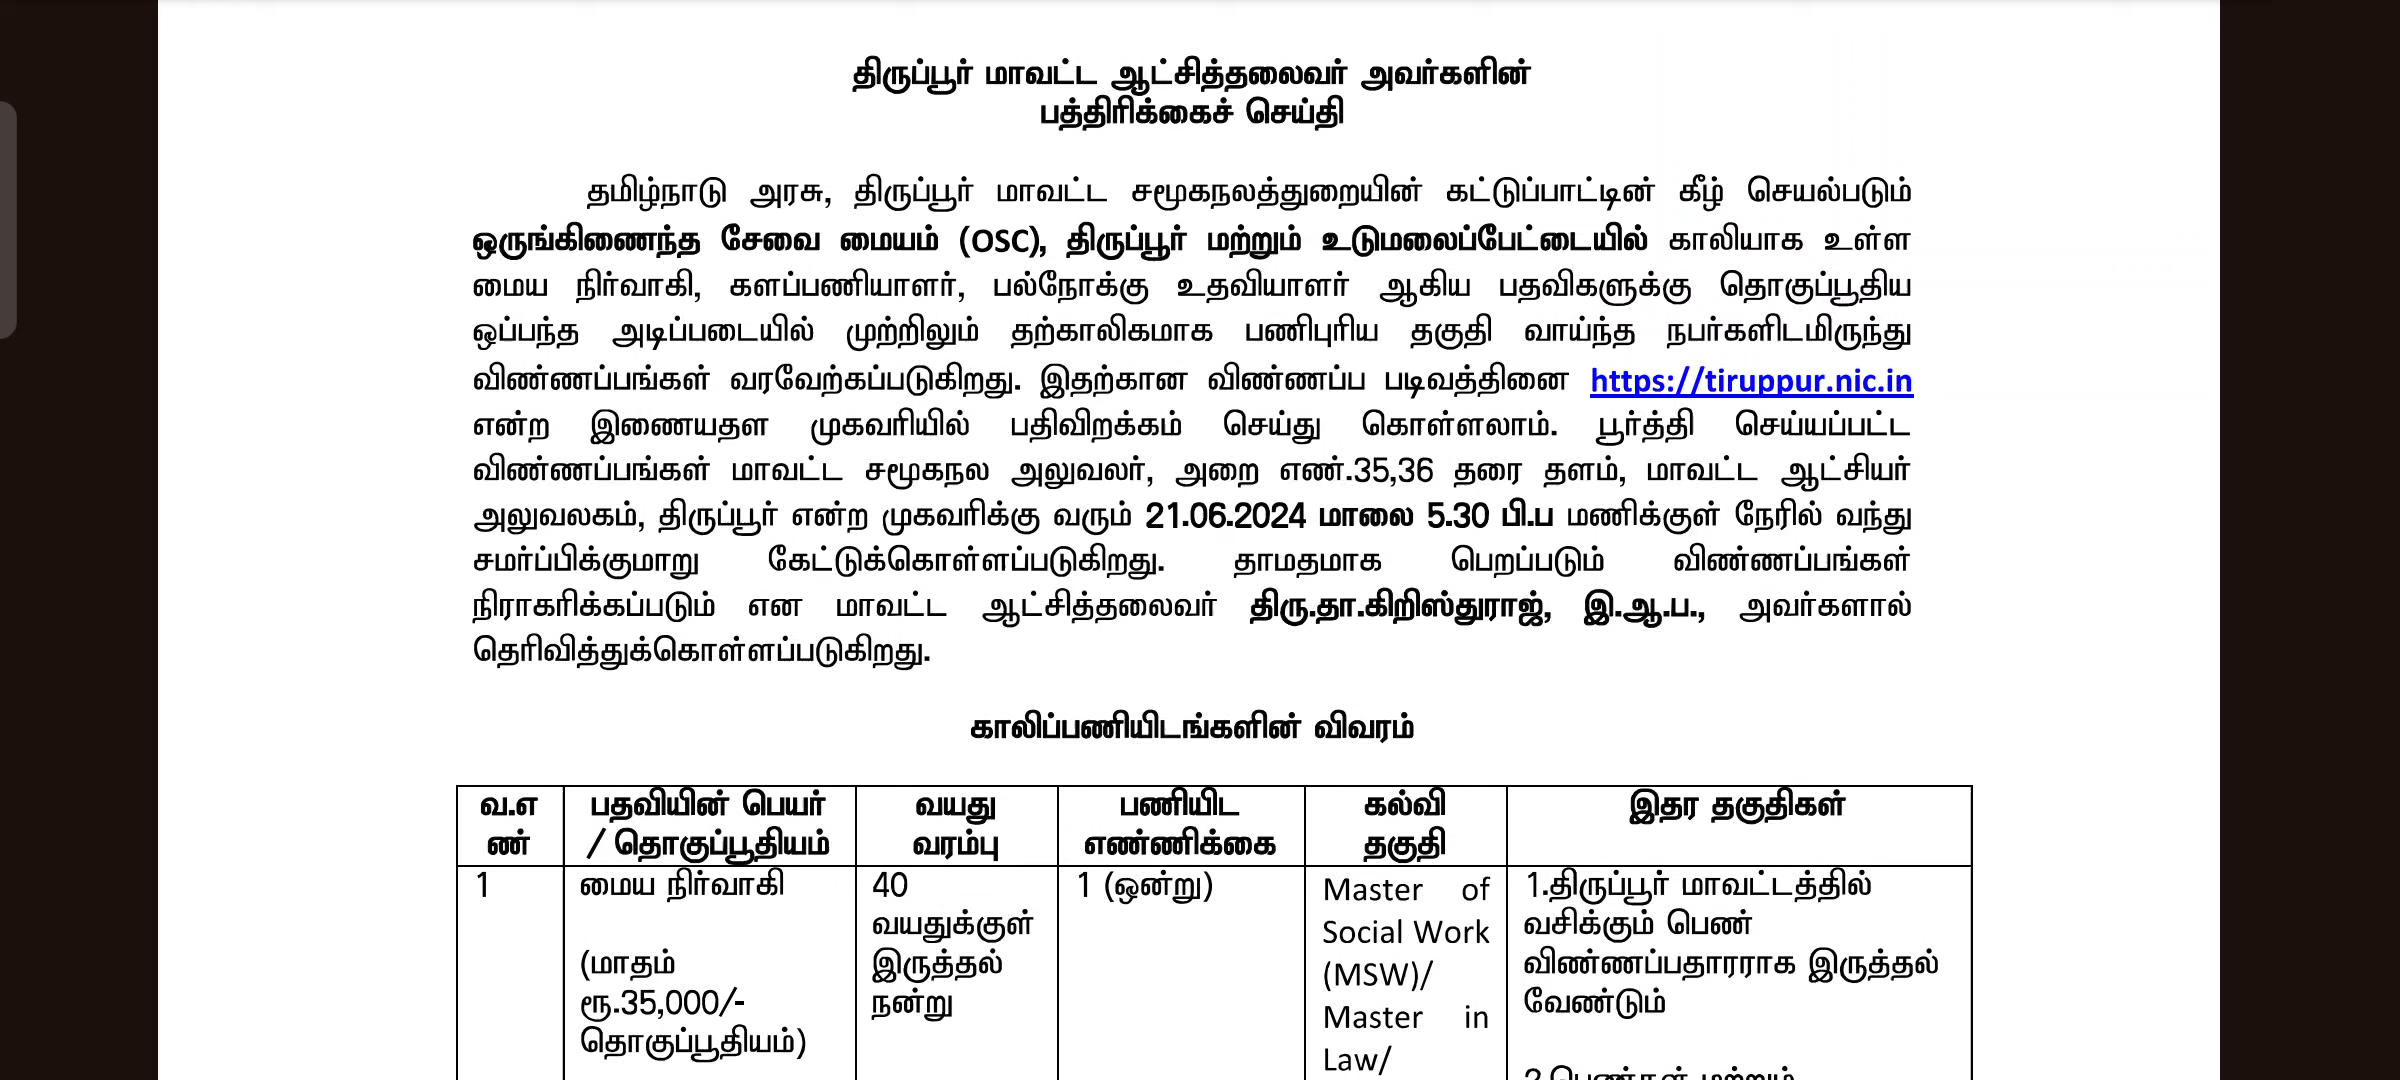 திருப்பூர் மாவட்ட ஆட்சித்தலைவர் அவர்களின்
பத்திரிக்கைச் செய்தி
தமிழ்நாடு அரசு, திருப்பூர் மாவட்ட சமூகநலத்துறையின் கட்டுப்பாட்டின் கீழ் செயல்படும்
ஒருங்கிணைந்த சேவை மையம் (OSC), திருப்பூர் மற்றும் உடுமலைப்பேட்டையில் காலியாக உள்ள
மைய நிர்வாகி, களப்பணியாளர், பல்நோக்கு உதவியாளர் ஆகிய பதவிகளுக்கு தொகுப்பூதிய
ஒப்பந்த அடிப்படையில் முற்றிலும் தற்காலிகமாக பணிபுரிய தகுதி வாய்ந்த நபர்களிடமிருந்து
விண்ணப்பங்கள் வரவேற்கப்படுகிறது. இதற்கான விண்ணப்ப படிவத்தினை https://tiruppur.nic.in
என்ற இணையதள முகவரியில் பதிவிறக்கம் செய்து கொள்ளலாம். பூர்த்தி செய்யப்பட்ட
விண்ணப்பங்கள் மாவட்ட சமூகநல அலுவலர், அறை எண்.35,36 தரை தளம், மாவட்ட ஆட்சியர்
அலுவலகம், திருப்பூர் என்ற முகவரிக்கு வரும் 21.06.2024 மாலை 5.30 பி.ப மணிக்குள் நேரில் வந்து
சமர்ப்பிக்குமாறு கேட்டுக்கொள்ளப்படுகிறது. தாமதமாக பெறப்படும் விண்ணப்பங்கள்
நிராகரிக்கப்படும் என மாவட்ட ஆட்சித்தலைவர் திரு.தா.கிறிஸ்துராஜ், இ.ஆ.ப., அவர்களால்
தெரிவித்துக்கொள்ளப்படுகிறது.
காலிப்பணியிடங்களின் விவரம்
வ.எ
ண்
பதவியின் பெயர்
/ தொகுப்பூதியம்
வயது
வரம்பு
பணியிட
எண்ணிக்கை
கல்வி
தகுதி
இதர தகுதிகள்
1
மைய நிர்வாகி
(மாதம்
ரூ.35,000/-
தொகுப்பூதியம்)
40
வயதுக்குள்
இருத்தல்
நன்று
1 (ஒன்று)
Master of
Social Work
(MSW)/
Master in
Law/
1.திருப்பூர் மாவட்டத்தில்
வசிக்கும் பெண்
விண்ணப்பதாரராக இருத்தல்
வேண்டும்
2.பெண்கள் மற்றும்